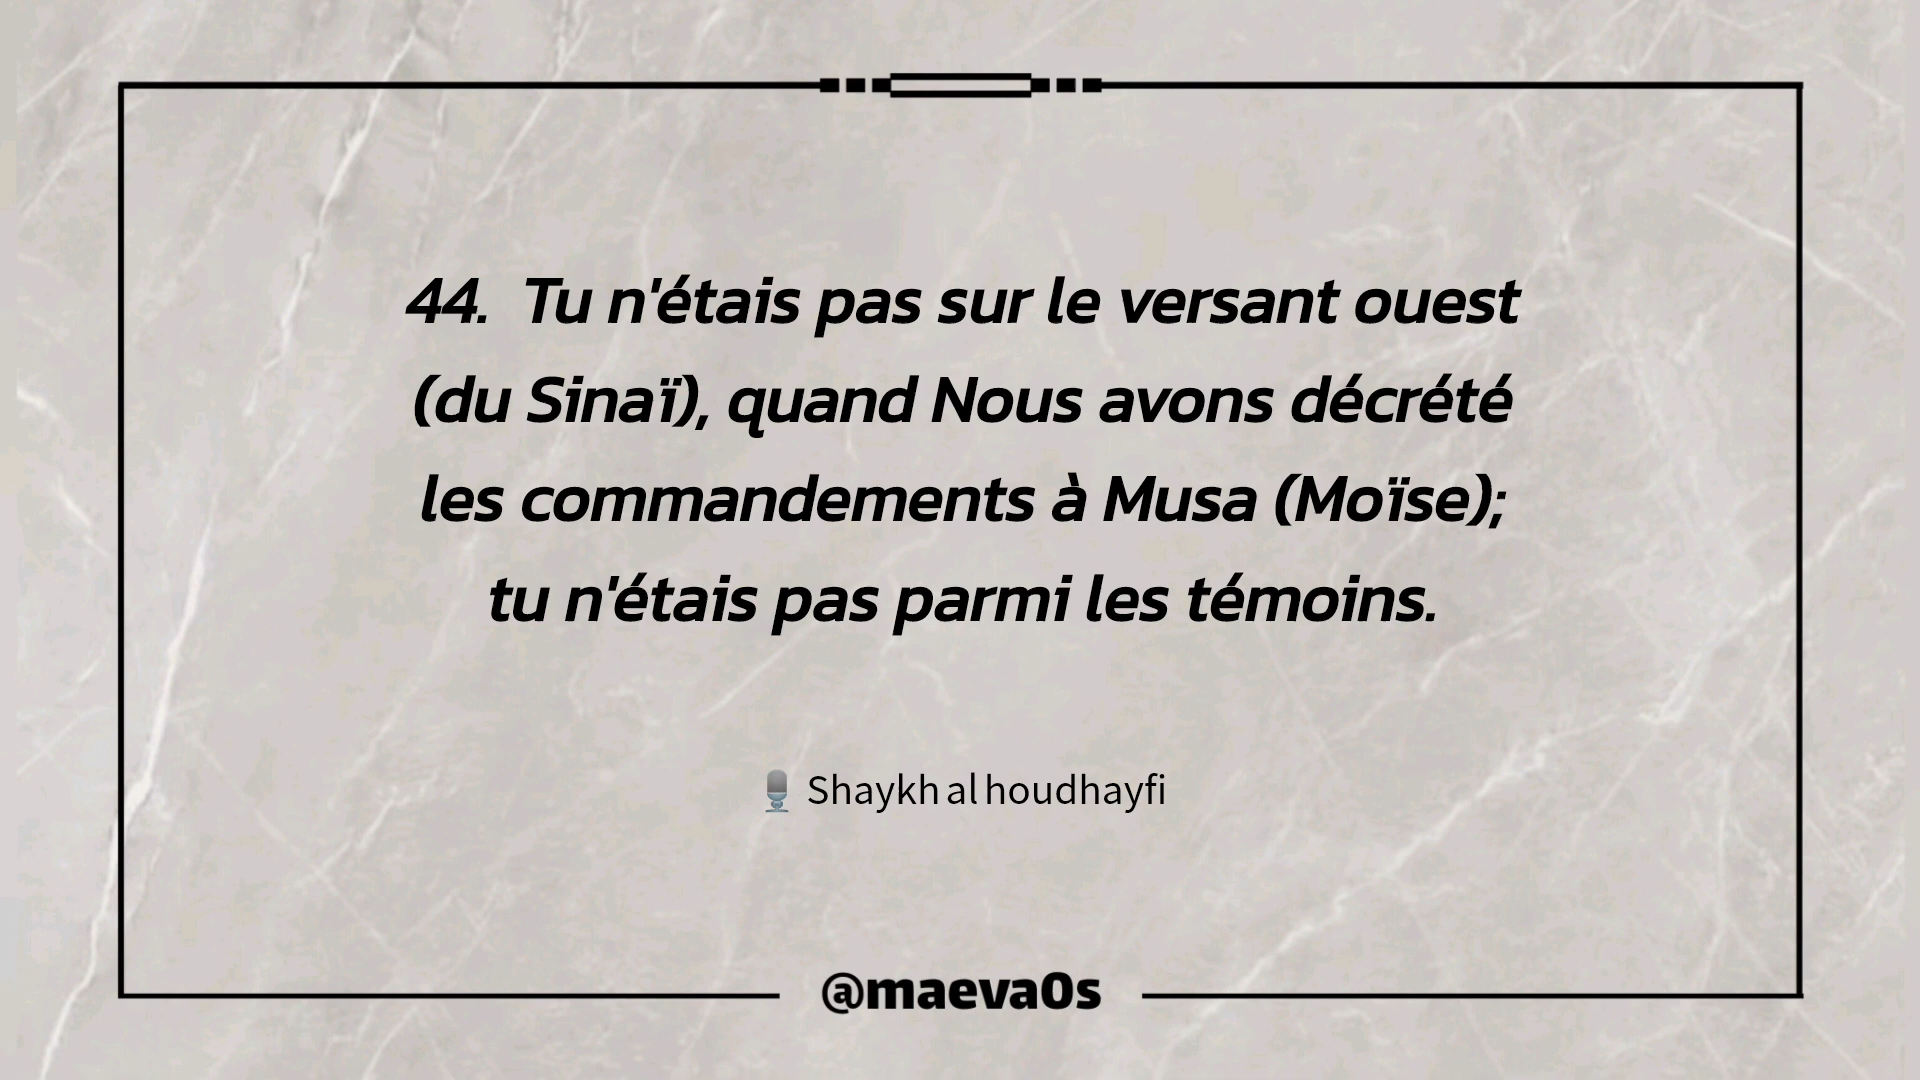 44.  Tu n'étais pas sur le versant ouest
(du Sinaï), quand Nous avons décrété
les commandements à Musa (Moïse);
tu n'étais pas parmi les témoins.
🎙️ Shaykh al houdhayfi
@maeva0s